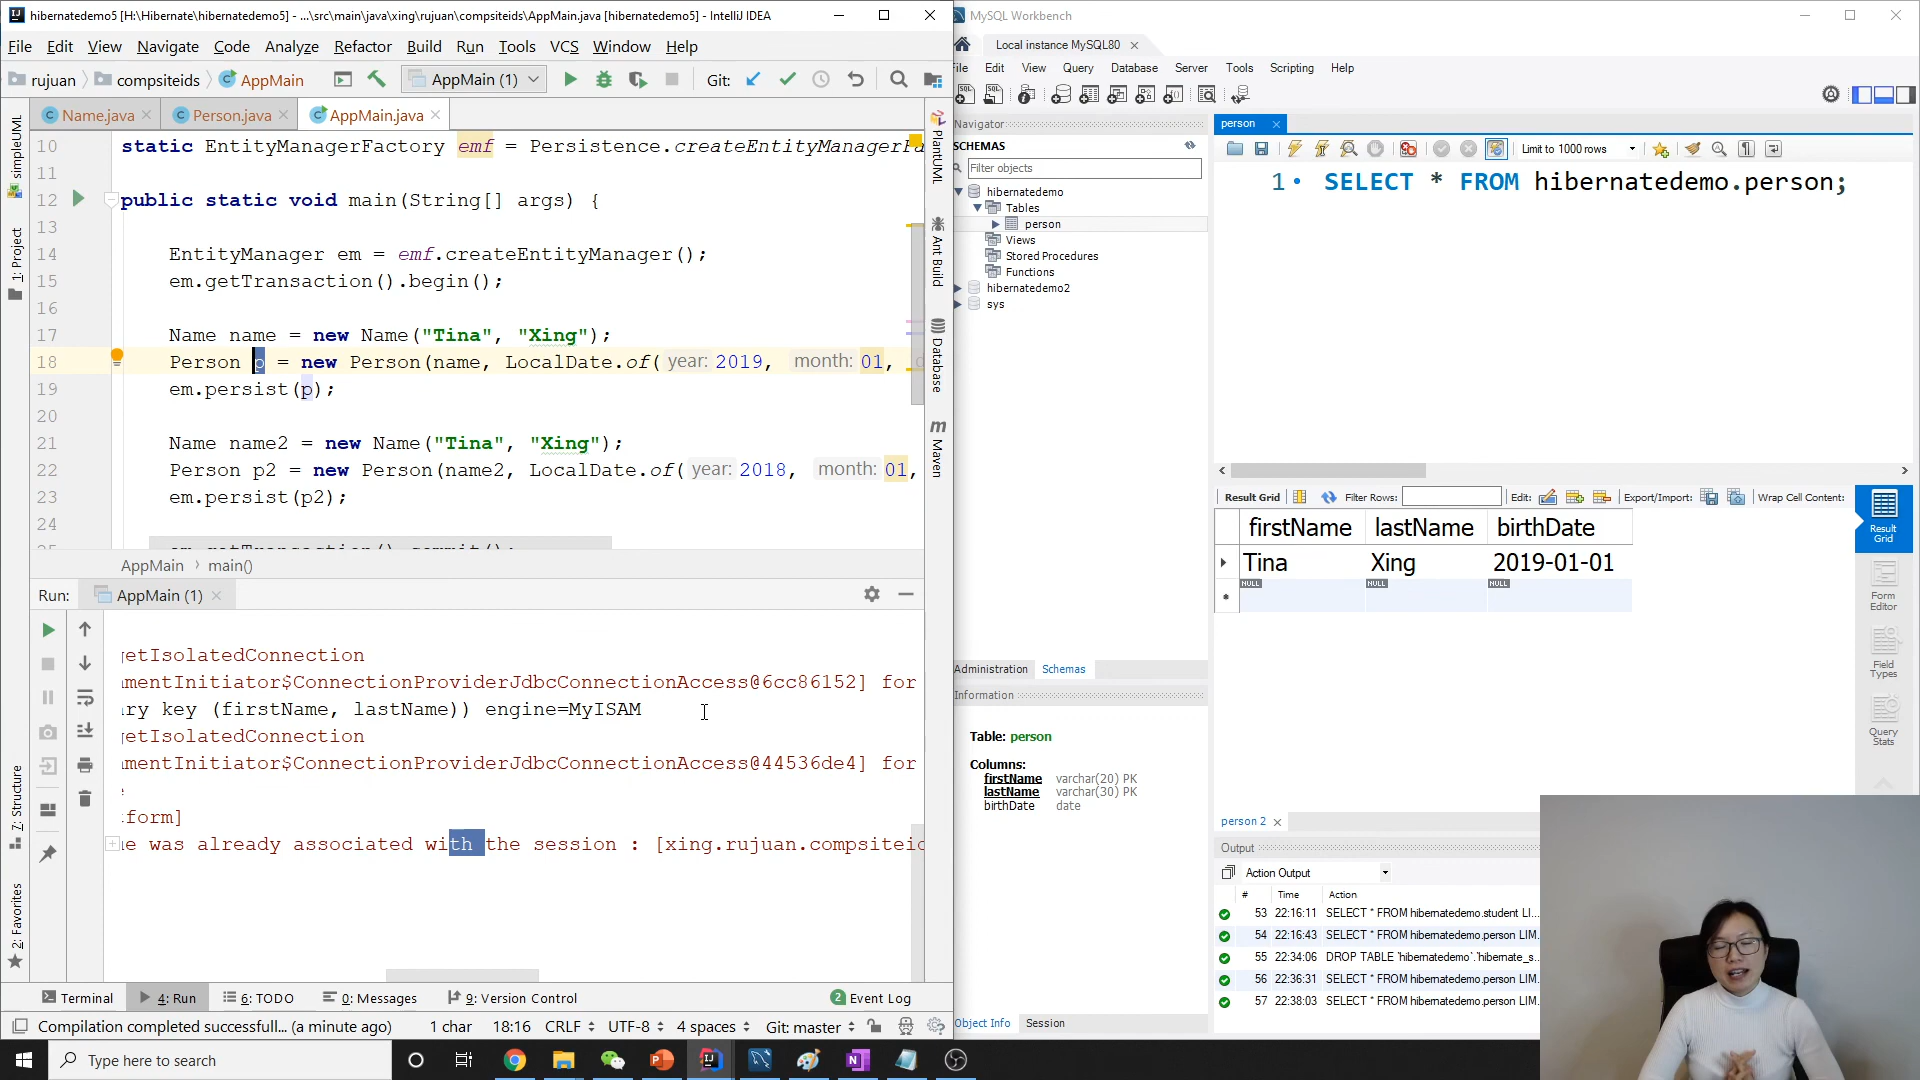 hibernatedemo5 [H:\Hibernate\hibernatedemo5] - ...\src\main\java\xing\rujuan\compsiteids\AppMain.java [hibernatedemo5] - IntelliJ IDEA
File Edit View Navigate Code Analyze Refactor Build Run Tools VCS Window Help
rujuan compsiteids AppMain AppMain (1) Git:
Name.java Person.java AppMain.java
10 static EntityManagerFactory emf = Persistence.createEntityManagerFa
11
12 public static void main(String[] args) {
13
14 EntityManager em = emf.createEntityManager();
15 em.getTransaction().begin();
16
17 Name name = new Name("Tina", "Xing");
18 Person p = new Person(name, LocalDate.of( year: 2019, month: 01,
19 em.persist(p);
20
21 Name name2 = new Name("Tina", "Xing");
22 Person p2 = new Person(name2, LocalDate.of( year: 2018, month: 01,
23 em.persist(p2);
24
AppMain main()
Run: AppMain (1)
getIsolatedConnection
mentInitiator$ConnectionProviderJdbcConnectionAccess@6cc86152] for
ary key (firstName, lastName)) engine=MyISAM
getIsolatedConnection
mentInitiator$ConnectionProviderJdbcConnectionAccess@44536de4] for
e
tform]
ue was already associated with the session : [xing.rujuan.compsiteid
Terminal 4: Run 6: TODO 0: Messages 9: Version Control 2 Event Log
Compilation completed successfull... (a minute ago) 1 char 18:16 CRLF UTF-8 4 spaces Git: master
simpleUML
1: Project
7: Structure
2: Favorites
PlantUML
Ant Build
Database
m Maven
MySQL Workbench
Local instance MySQL80
File Edit View Query Database Server Tools Scripting Help
Navigator
SCHEMAS
Filter objects
hibernatedemo
Tables
person
Views
Stored Procedures
Functions
hibernatedemo2
sys
Administration Schemas
Information
Table: person
Columns:
firstName varchar(20) PK
lastName varchar(30) PK
birthDate date
Object Info Session
person
Limit to 1000 rows
1 SELECT * FROM hibernatedemo.person;
Result Grid Filter Rows: Edit: Export/Import: Wrap Cell Content:
firstName lastName birthDate
Tina Xing 2019-01-01
NULL NULL NULL
Result Grid
Form Editor
Field Types
Query Stats
person 2
Output
Action Output
# Time Action
53 22:16:11 SELECT * FROM hibernatedemo.student LI...
54 22:16:43 SELECT * FROM hibernatedemo.person LIM...
55 22:34:06 DROP TABLE `hibernatedemo`.`hibernate_s...
56 22:36:31 SELECT * FROM hibernatedemo.person LIM...
57 22:38:03 SELECT * FROM hibernatedemo.person LIM...
Type here to search